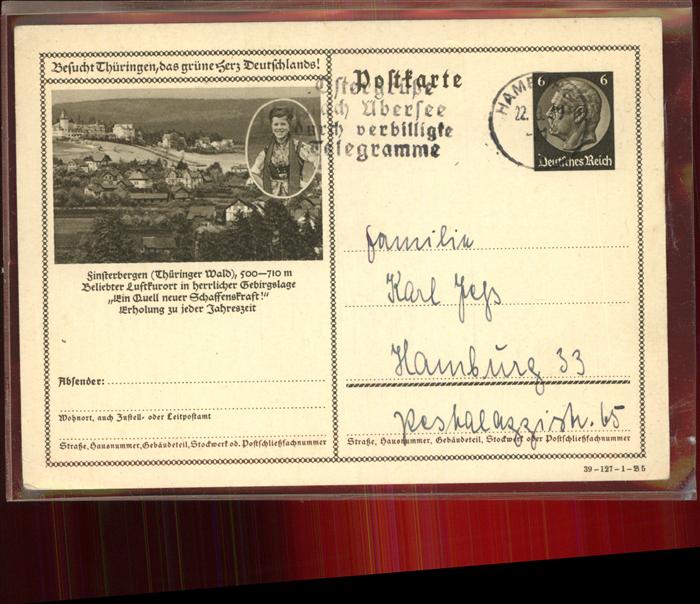 Besucht Thüringen, das grüne Herz Deutschlands!
Finsterbergen (Thüringer Wald), 500–710 m
Beliebter Luftkurort in herrlicher Gebirgslage
„Ein Quell neuer Schaffenskraft!“
Erholung zu jeder Jahreszeit
Absender:
Wohnort, auch Zustell- oder Leitpostamt
Straße, Hausnummer, Gebäudeteil, Stockwerk od. Postschließfachnummer
Postkarte
Ostergrüße
nach Übersee
durch verbilligte
Telegramme
22.
6 6
Deutsches Reich
Familie
Karl
Hamburg 33
Pestalozzistr. 45
Straße, Hausnummer, Gebäudeteil, Stockwerk oder Postschließfachnummer
39-127-1-B5